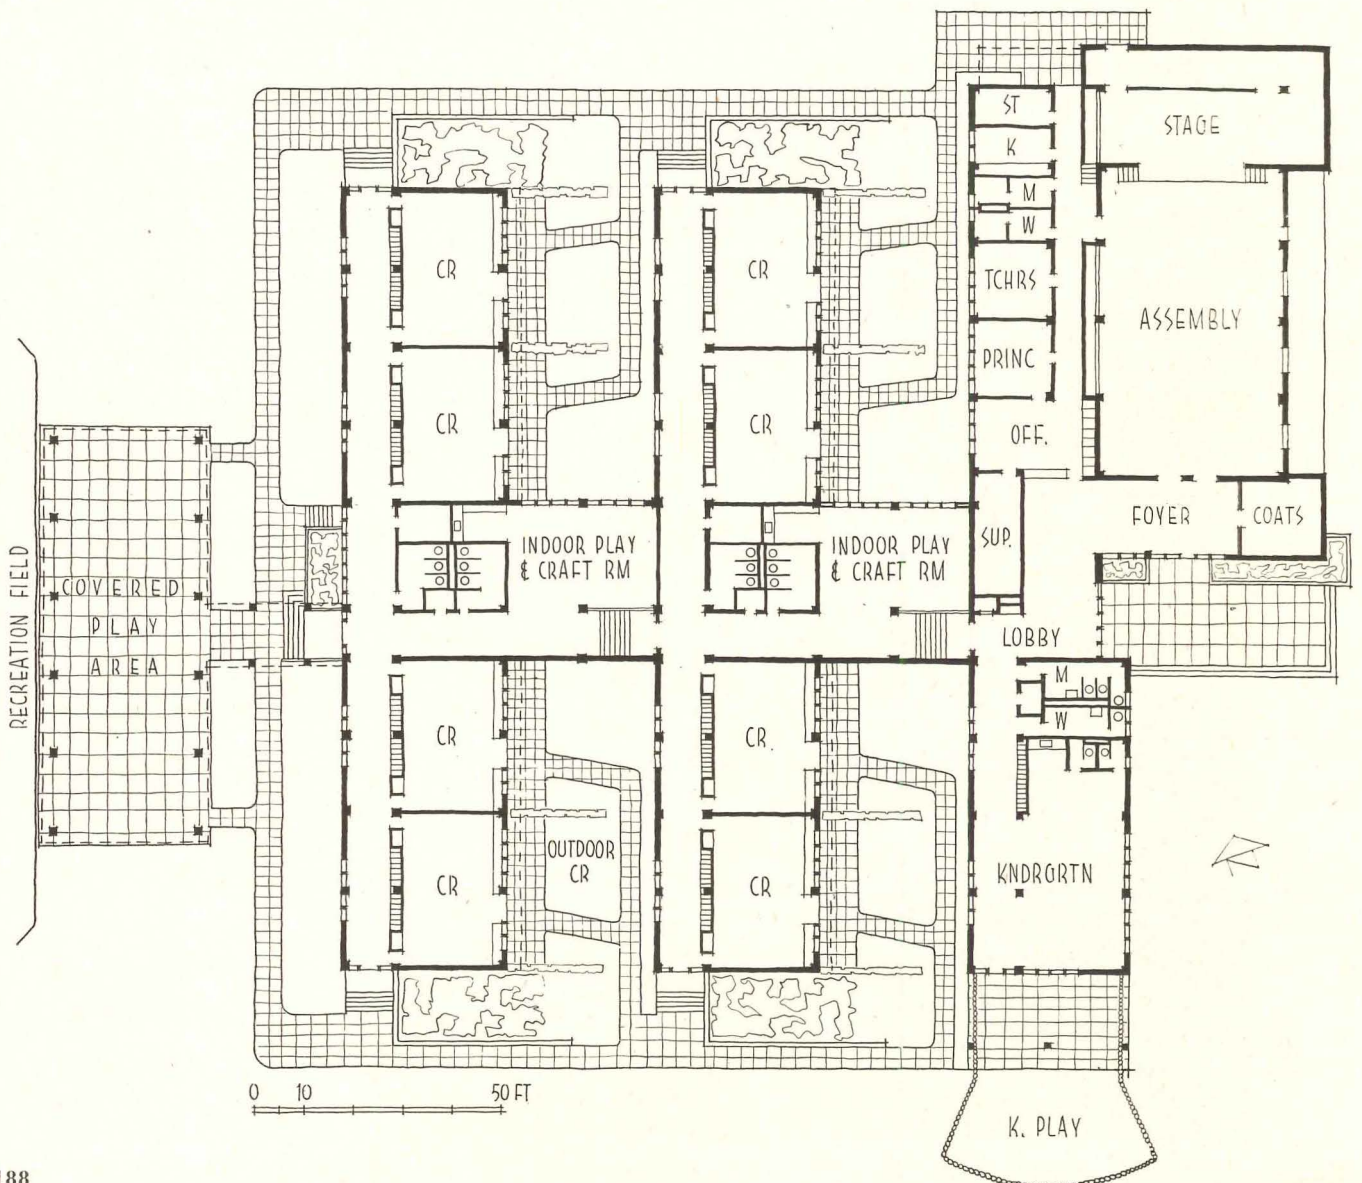 ST
STAGE
K
M
W
CR
CR
TCHRS
ASSEMBLY
PRINC
CR
CR
OFF.
FOYER
COATS
SUP.
INDOOR PLAY
& CRAFT RM
INDOOR PLAY
& CRAFT RM
RECREATION FIELD
COVERED
PLAY
AREA
LOBBY
M
W
CR
CR.
OUTDOOR
CR
CR
CR
KNDRGRTN
0 10 50 FT
K. PLAY
188